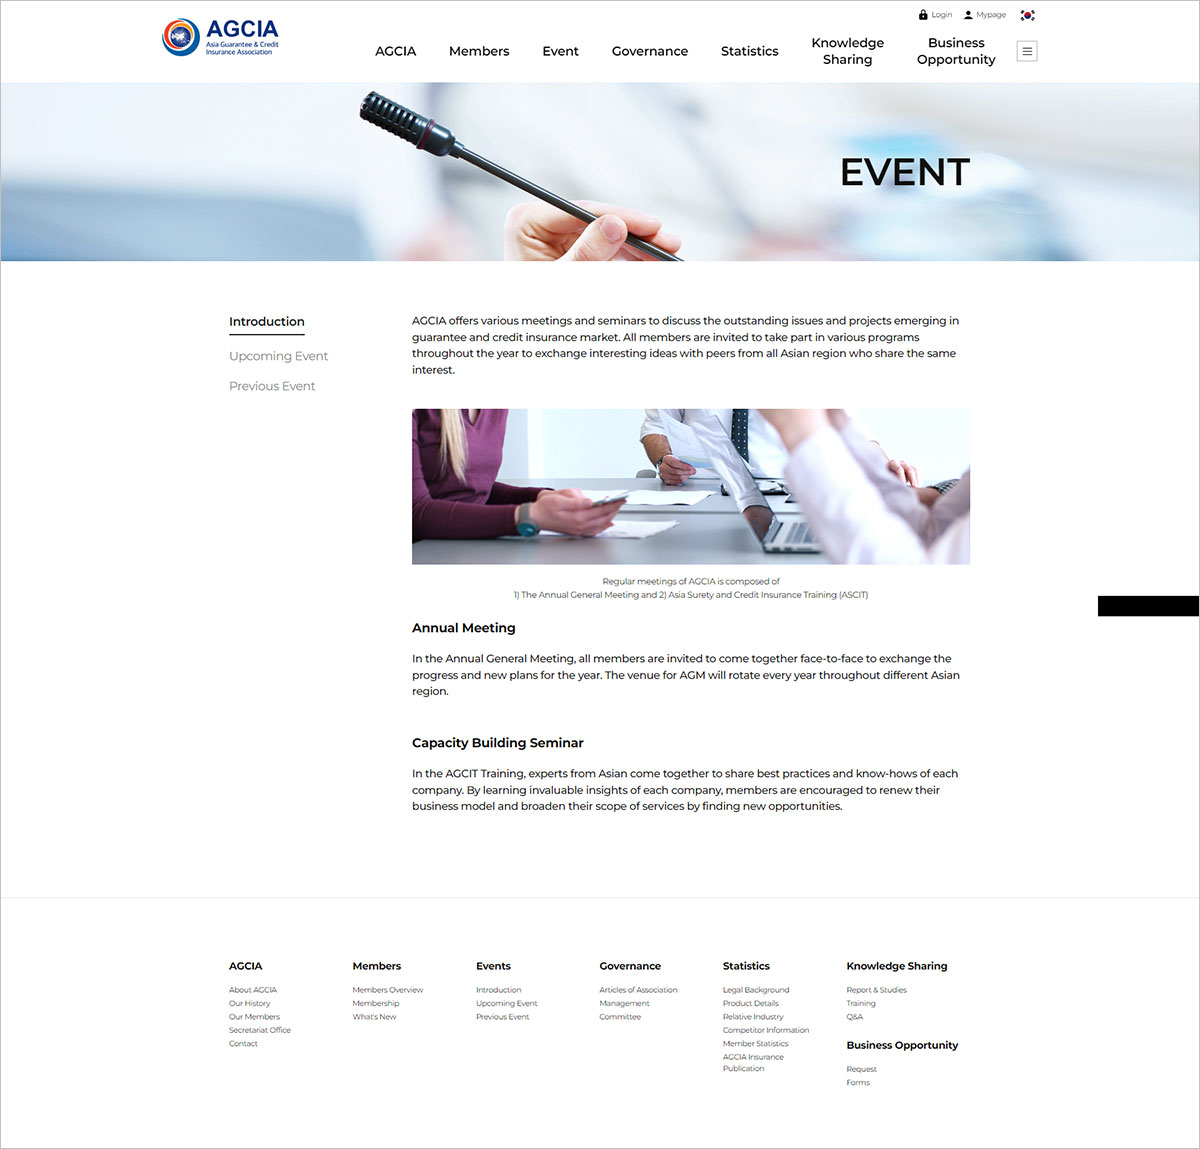 AGCIA
Asia Guarantee & Credit
Insurance Association
Login
Mypage
AGCIA
Members
Event
Governance
Statistics
Knowledge
Sharing
Business
Opportunity
EVENT
Introduction
Upcoming Event
Previous Event
AGCIA offers various meetings and seminars to discuss the outstanding issues and projects emerging in
guarantee and credit insurance market. All members are invited to take part in various programs
throughout the year to exchange interesting ideas with peers from all Asian region who share the same
interest.
Regular meetings of AGCIA is composed of
1) The Annual General Meeting and 2) Asia Surety and Credit Insurance Training (ASCIT)
Annual Meeting
In the Annual General Meeting, all members are invited to come together face-to-face to exchange the
progress and new plans for the year. The venue for AGM will rotate every year throughout different Asian
region.
Capacity Building Seminar
In the AGCIT Training, experts from Asian come together to share best practices and know-hows of each
company. By learning invaluable insights of each company, members are encouraged to renew their
business model and broaden their scope of services by finding new opportunities.
AGCIA
About AGCIA
Our History
Our Members
Secretariat Office
Contact
Members
Members Overview
Membership
What's New
Events
Introduction
Upcoming Event
Previous Event
Governance
Articles of Association
Management
Committee
Statistics
Legal Background
Product Details
Relative Industry
Competitor Information
Member Statistics
AGCIA Insurance
Publication
Knowledge Sharing
Report & Studies
Training
Q&A
Business Opportunity
Request
Forms